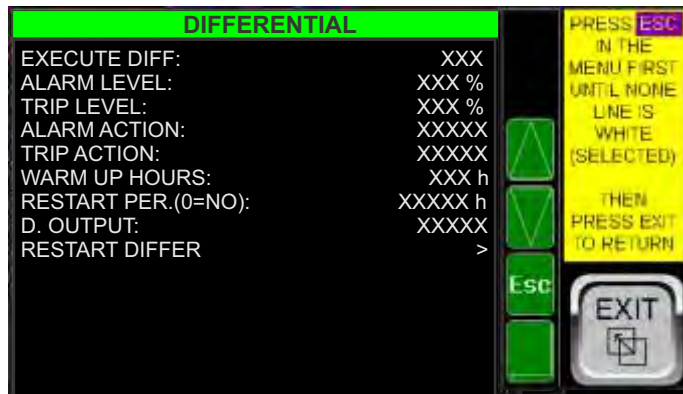 DIFFERENTIAL
EXECUTE DIFF: XXX
ALARM LEVEL: XXX %
TRIP LEVEL: XXX %
ALARM ACTION: XXXXX
TRIP ACTION: XXXXX
WARM UP HOURS: XXX h
RESTART PER.(0=NO): XXXXX h
D. OUTPUT: XXXXX
RESTART DIFFER >
Esc
PRESS ESC
IN THE
MENU FIRST
UNTIL NONE
LINE IS
WHITE
(SELECTED)
THEN
PRESS EXIT
TO RETURN
EXIT